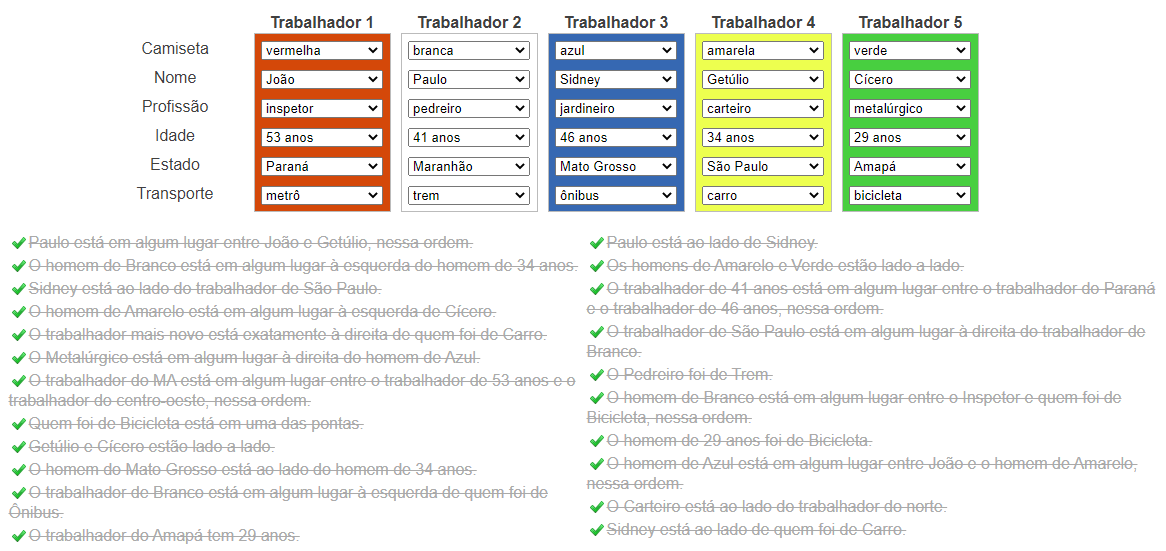 Trabalhador 1 Trabalhador 2 Trabalhador 3 Trabalhador 4 Trabalhador 5
Camiseta vermelha branca azul amarela verde
Nome João Paulo Sidney Getúlio Cícero
Profissão inspetor pedreiro jardineiro carteiro metalúrgico
Idade 53 anos 41 anos 46 anos 34 anos 29 anos
Estado Paraná Maranhão Mato Grosso São Paulo Amapá
Transporte metrô trem ônibus carro bicicleta
Paulo está em algum lugar entre João e Getúlio, nessa ordem.
O homem de Branco está em algum lugar à esquerda do homem de 34 anos.
Sidney está ao lado do trabalhador de São Paulo.
O homem de Amarelo está em algum lugar à esquerda de Cícero.
O trabalhador mais novo está exatamente à direita de quem foi de Carro.
O Metalúrgico está em algum lugar à direita do homem de Azul.
O trabalhador do MA está em algum lugar entre o trabalhador de 53 anos e o
trabalhador do centro-oeste, nessa ordem.
Quem foi de Bicicleta está em uma das pontas.
Getúlio e Cícero estão lado a lado.
O homem do Mato Grosso está ao lado do homem de 34 anos.
O trabalhador de Branco está em algum lugar à esquerda de quem foi de
Ônibus.
O trabalhador do Amapá tem 29 anos.
Paulo está ao lado de Sidney.
Os homens de Amarelo e Verde estão lado a lado.
O trabalhador de 41 anos está em algum lugar entre o trabalhador do Paraná
e o trabalhador de 46 anos, nessa ordem.
O trabalhador de São Paulo está em algum lugar à direita do trabalhador de
Branco.
O Pedreiro foi de Trem.
O homem de Branco está em algum lugar entre o Inspetor e quem foi de
Bicicleta, nessa ordem.
O homem de 29 anos foi de Bicicleta.
O homem de Azul está em algum lugar entre João e o homem de Amarelo,
nessa ordem.
O Carteiro está ao lado do trabalhador do norte.
Sidney está ao lado de quem foi de Carro.